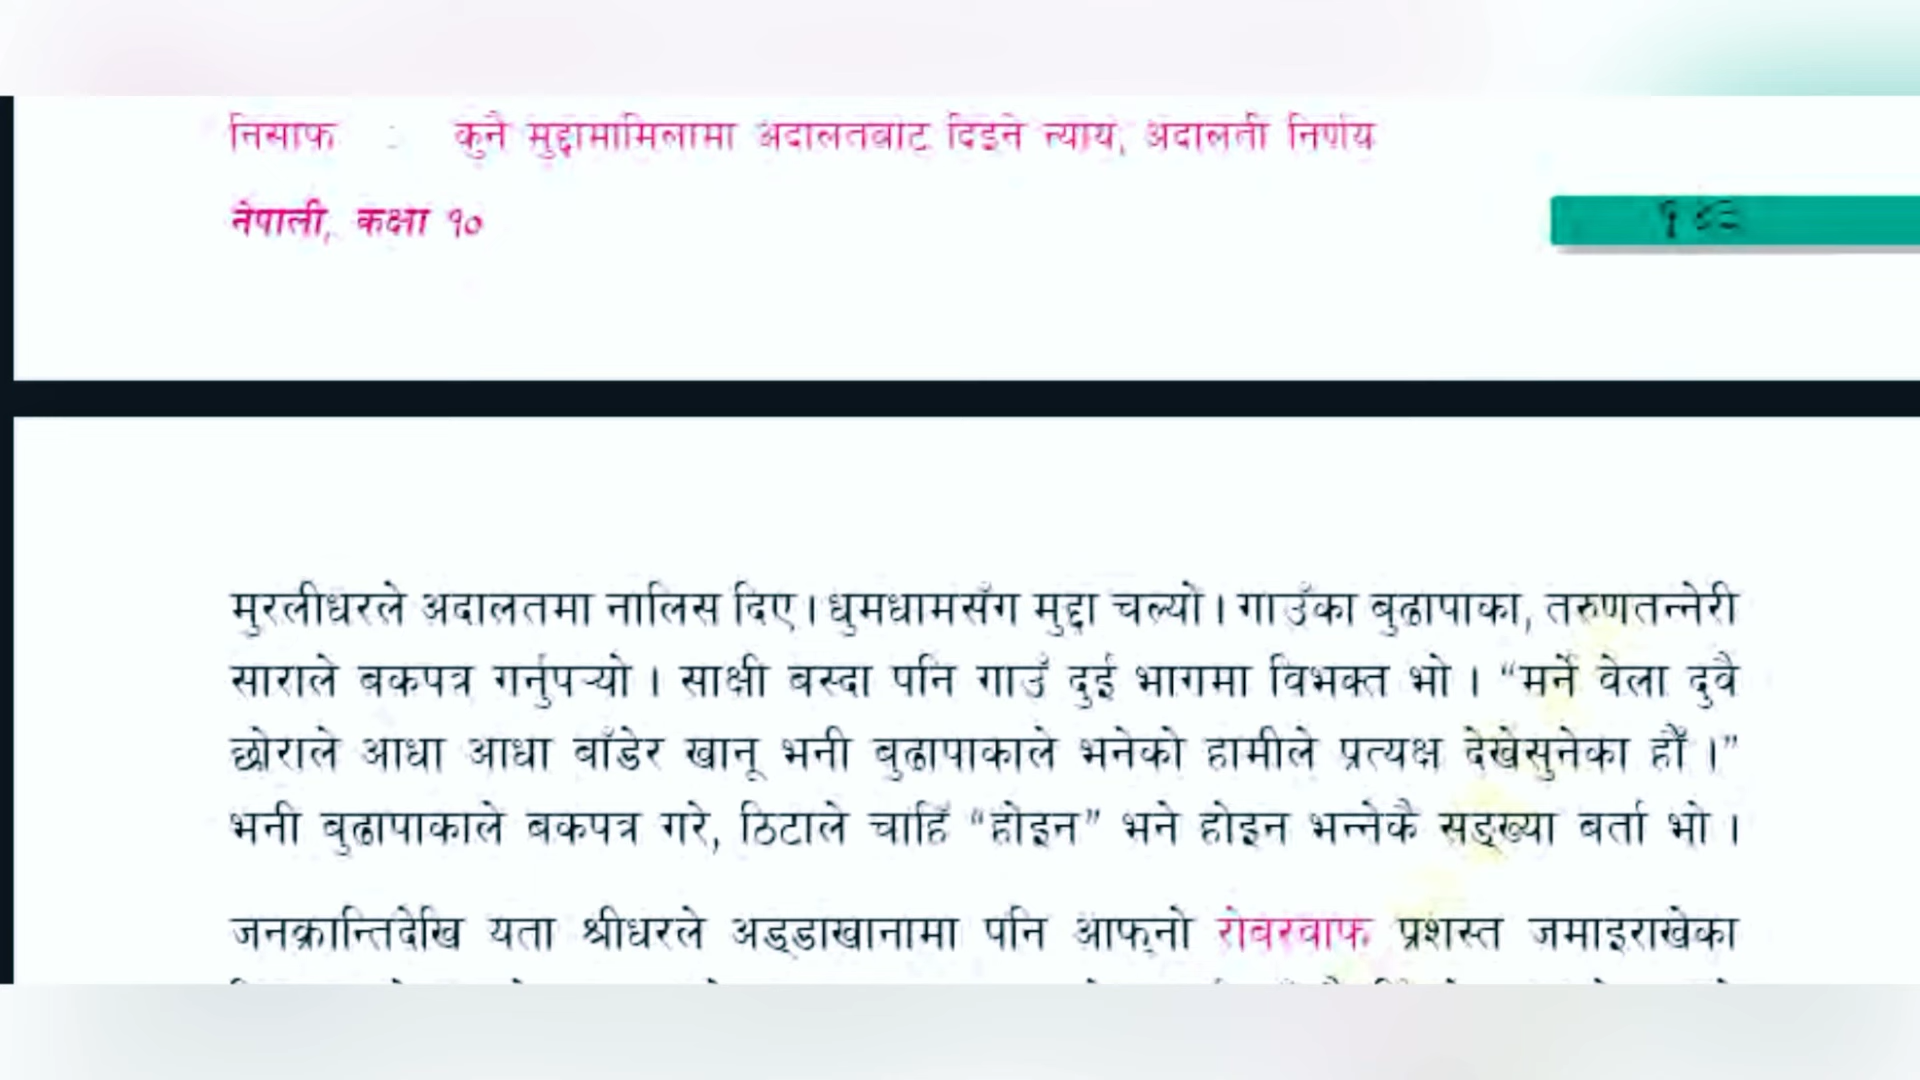 निसाफ : कुनै मुद्दामामिलामा अदालतबाट दिइने न्याय, अदालती निर्णय
नेपाली, कक्षा १०
मुरलीधरले अदालतमा नालिस दिए । धुमधामसँग मुद्दा चल्यो । गाउँका बुढापाका, तरुणतन्नेरी
साराले बकपत्र गर्नुपऱ्यो । साक्षी बस्दा पनि गाउँ दुई भागमा विभक्त भो । “मर्ने वेला दुवै
छोराले आधा आधा बाँडेर खानू भनी बुढापाकाले भनेको हामीले प्रत्यक्ष देखेसुनेका हौँ ।”
भनी बुढापाकाले बकपत्र गरे, ठिटाले चाहिँ “होइन” भने होइन भन्नेकै सङ्ख्या बर्ता भो ।
जनक्रान्तिदेखि यता श्रीधरले अड्डाखानामा पनि आफ्नो रोबरवाफ प्रशस्त जमाइराखेका